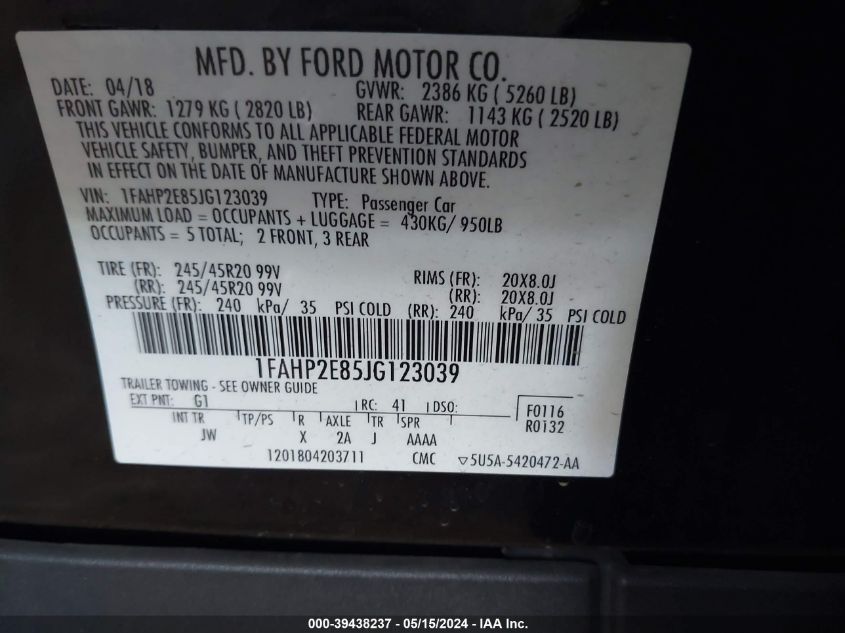 MFD. BY FORD MOTOR CO.
DATE: 04/18 GVWR: 2386 KG ( 5260 LB)
FRONT GAWR: 1279 KG ( 2820 LB) REAR GAWR: 1143 KG ( 2520 LB)
THIS VEHICLE CONFORMS TO ALL APPLICABLE FEDERAL MOTOR
VEHICLE SAFETY, BUMPER, AND THEFT PREVENTION STANDARDS
IN EFFECT ON THE DATE OF MANUFACTURE SHOWN ABOVE.
VIN: 1FAHP2E85JG123039 TYPE: Passenger Car
MAXIMUM LOAD = OCCUPANTS + LUGGAGE = 430KG/ 950LB
OCCUPANTS = 5 TOTAL; 2 FRONT, 3 REAR
TIRE (FR): 245/45R20 99V RIMS (FR): 20X8.0J
(RR): 245/45R20 99V (RR): 20X8.0J
PRESSURE (FR): 240 kPa/ 35 PSI COLD (RR): 240 kPa/ 35 PSI COLD
1FAHP2E85JG123039
TRAILER TOWING - SEE OWNER GUIDE
EXT PNT: G1 RC: 41 DSO: F0116
R0132
INT TR TP/PS R AXLE TR SPR
JW X 2A J AAAA
1201804203711 CMC ▽5U5A-5420472-AA
000-39438237 - 05/15/2024 - IAA Inc.